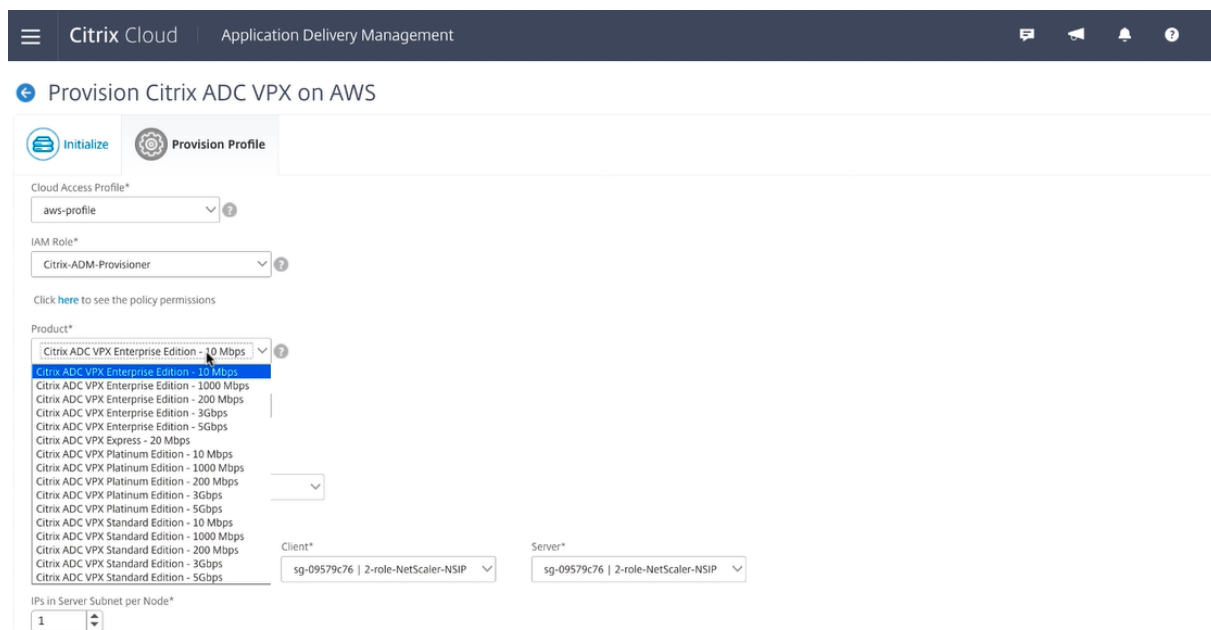 Citrix Cloud Application Delivery Management
Provision Citrix ADC VPX on AWS
Initialize Provision Profile
Cloud Access Profile*
aws-profile
IAM Role*
Citrix-ADM-Provisioner
Click here to see the policy permissions
Product*
Citrix ADC VPX Enterprise Edition - 10 Mbps
Citrix ADC VPX Enterprise Edition - 10 Mbps
Citrix ADC VPX Enterprise Edition - 1000 Mbps
Citrix ADC VPX Enterprise Edition - 200 Mbps
Citrix ADC VPX Enterprise Edition - 3Gbps
Citrix ADC VPX Enterprise Edition - 5Gbps
Citrix ADC VPX Express - 20 Mbps
Citrix ADC VPX Platinum Edition - 10 Mbps
Citrix ADC VPX Platinum Edition - 1000 Mbps
Citrix ADC VPX Platinum Edition - 200 Mbps
Citrix ADC VPX Platinum Edition - 3Gbps
Citrix ADC VPX Platinum Edition - 5Gbps
Citrix ADC VPX Standard Edition - 10 Mbps
Citrix ADC VPX Standard Edition - 1000 Mbps
Citrix ADC VPX Standard Edition - 200 Mbps
Citrix ADC VPX Standard Edition - 3Gbps
Citrix ADC VPX Standard Edition - 5Gbps
Client* Server*
sg-09579c76 | 2-role-NetScaler-NSIP sg-09579c76 | 2-role-NetScaler-NSIP
IPs in Server Subnet per Node*
1